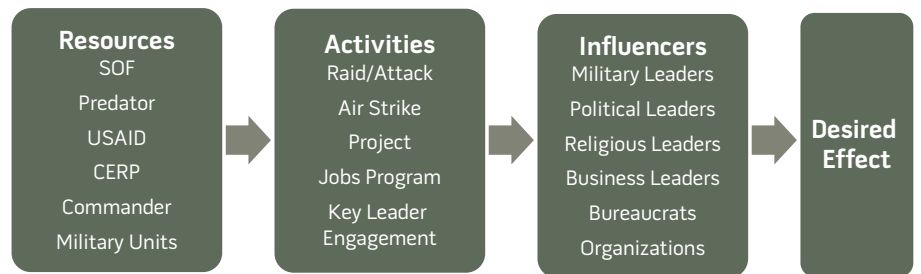 Resources
SOF
Predator
USAID
CERP
Commander
Military Units
Activities
Raid/Attack
Air Strike
Project
Jobs Program
Key Leader
Engagement
Influencers
Military Leaders
Political Leaders
Religious Leaders
Business Leaders
Bureaucrats
Organizations
Desired
Effect